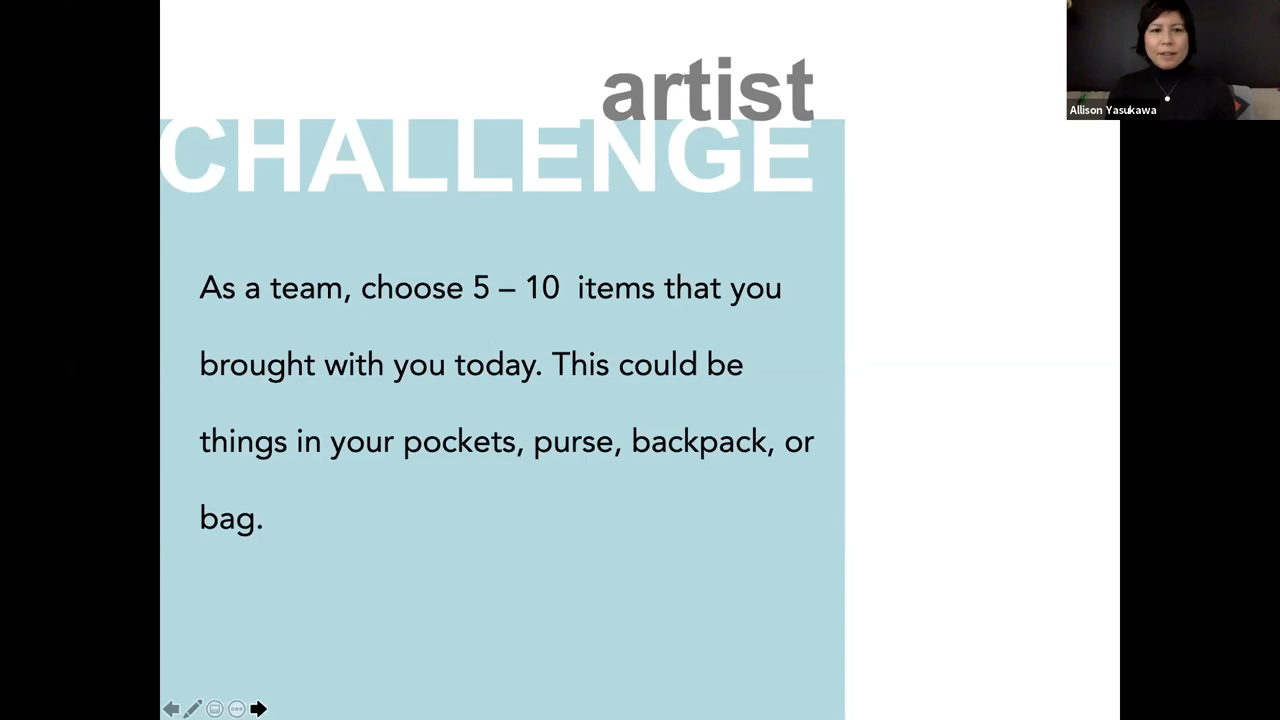 artist
CHALLENGE
As a team, choose 5 – 10 items that you
brought with you today. This could be
things in your pockets, purse, backpack, or
bag.
Allison Yasukawa